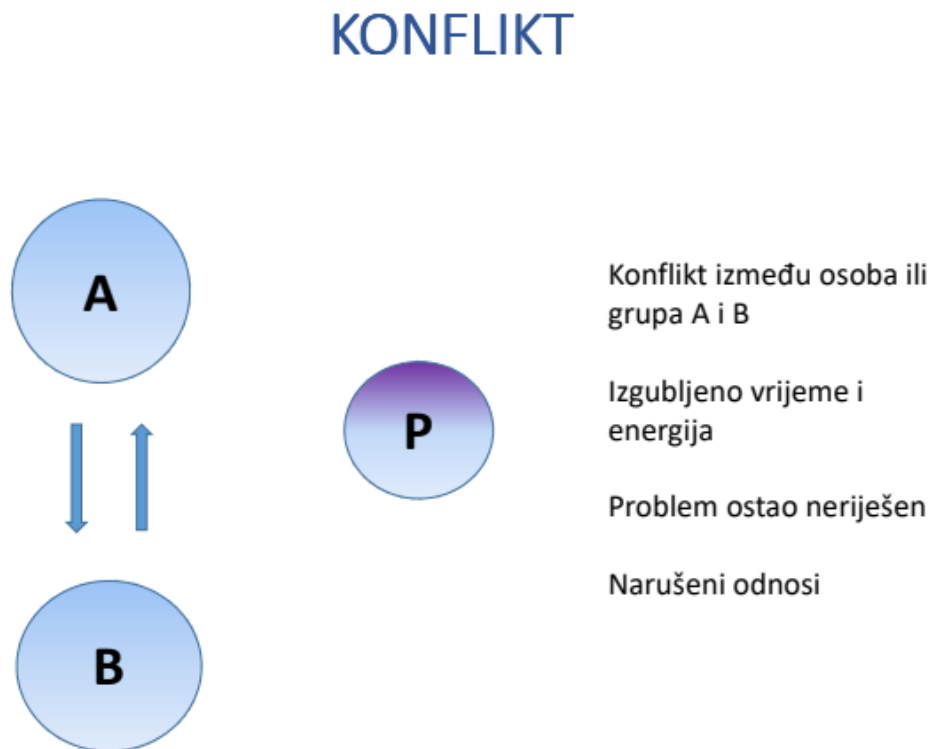 KONFLIKT
A
P
B
Konflikt između osoba ili
grupa A i B
Izgubljeno vrijeme i
energija
Problem ostao neriješen
Narušeni odnosi